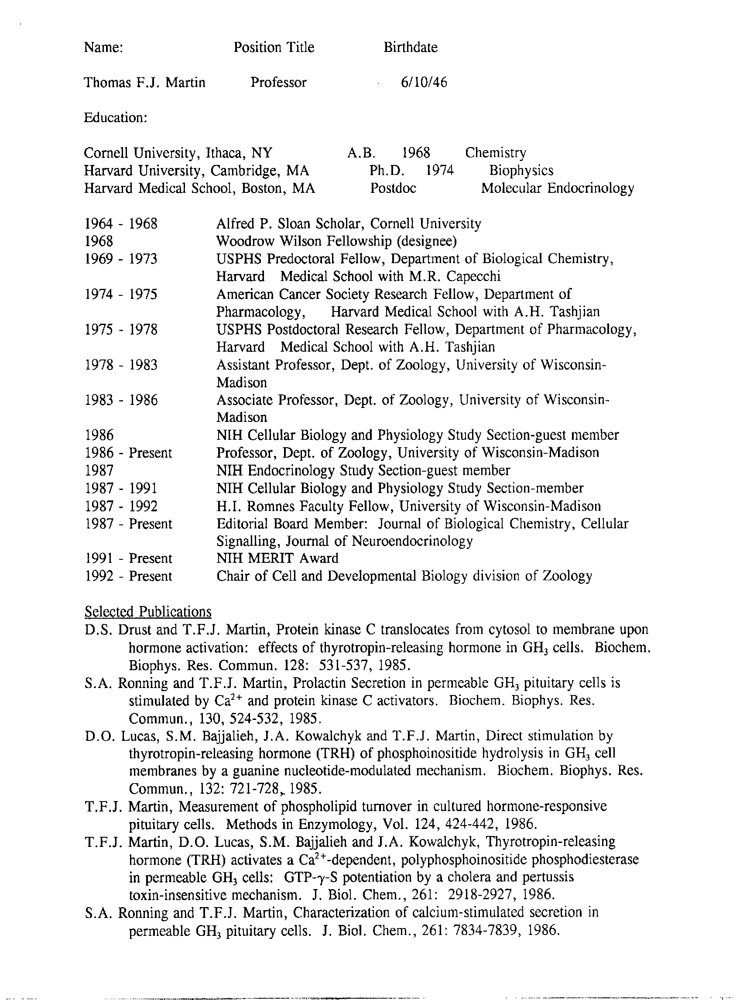 Name: Position Title Birthdate
Thomas F.J. Martin Professor 6/10/46
Education:
Cornell University, Ithaca, NY A.B. 1968 Chemistry
Harvard University, Cambridge, MA Ph.D. 1974 Biophysics
Harvard Medical School, Boston, MA Postdoc Molecular Endocrinology
1964 - 1968 Alfred P. Sloan Scholar, Cornell University
1968 Woodrow Wilson Fellowship (designee)
1969 - 1973 USPHS Predoctoral Fellow, Department of Biological Chemistry,
Harvard Medical School with M.R. Capecchi
1974 - 1975 American Cancer Society Research Fellow, Department of
Pharmacology, Harvard Medical School with A.H. Tashjian
1975 - 1978 USPHS Postdoctoral Research Fellow, Department of Pharmacology,
Harvard Medical School with A.H. Tashjian
1978 - 1983 Assistant Professor, Dept. of Zoology, University of Wisconsin-
Madison
1983 - 1986 Associate Professor, Dept. of Zoology, University of Wisconsin-
Madison
1986 NIH Cellular Biology and Physiology Study Section-guest member
1986 - Present Professor, Dept. of Zoology, University of Wisconsin-Madison
1987 NIH Endocrinology Study Section-guest member
1987 - 1991 NIH Cellular Biology and Physiology Study Section-member
1987 - 1992 H.I. Romnes Faculty Fellow, University of Wisconsin-Madison
1987 - Present Editorial Board Member: Journal of Biological Chemistry, Cellular
Signalling, Journal of Neuroendocrinology
1991 - Present NIH MERIT Award
1992 - Present Chair of Cell and Developmental Biology division of Zoology
Selected Publications
D.S. Drust and T.F.J. Martin, Protein kinase C translocates from cytosol to membrane upon
hormone activation: effects of thyrotropin-releasing hormone in GH₃ cells. Biochem.
Biophys. Res. Commun. 128: 531-537, 1985.
S.A. Ronning and T.F.J. Martin, Prolactin Secretion in permeable GH₃ pituitary cells is
stimulated by Ca²⁺ and protein kinase C activators. Biochem. Biophys. Res.
Commun., 130, 524-532, 1985.
D.O. Lucas, S.M. Bajjalieh, J.A. Kowalchyk and T.F.J. Martin, Direct stimulation by
thyrotropin-releasing hormone (TRH) of phosphoinositide hydrolysis in GH₃ cell
membranes by a guanine nucleotide-modulated mechanism. Biochem. Biophys. Res.
Commun., 132: 721-728, 1985.
T.F.J. Martin, Measurement of phospholipid turnover in cultured hormone-responsive
pituitary cells. Methods in Enzymology, Vol. 124, 424-442, 1986.
T.F.J. Martin, D.O. Lucas, S.M. Bajjalieh and J.A. Kowalchyk, Thyrotropin-releasing
hormone (TRH) activates a Ca²⁺-dependent, polyphosphoinositide phosphodiesterase
in permeable GH₃ cells: GTP-γ-S potentiation by a cholera and pertussis
toxin-insensitive mechanism. J. Biol. Chem., 261: 2918-2927, 1986.
S.A. Ronning and T.F.J. Martin, Characterization of calcium-stimulated secretion in
permeable GH₃ pituitary cells. J. Biol. Chem., 261: 7834-7839, 1986.